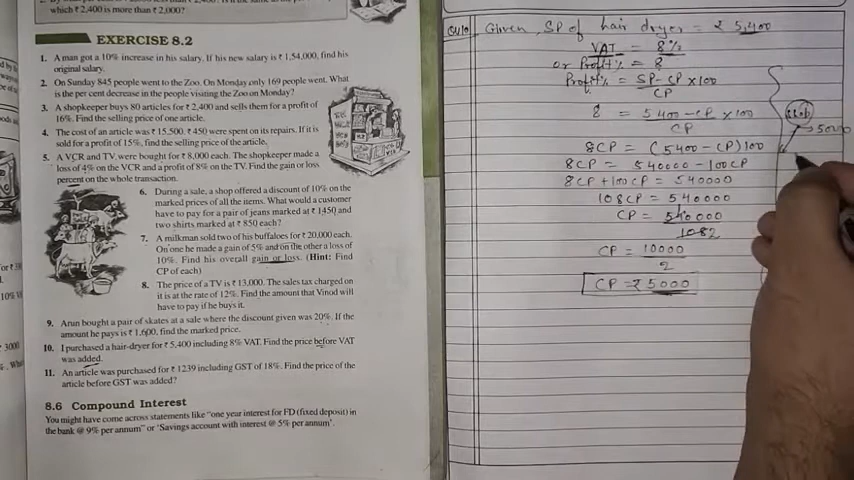 which ₹ 2,400 is more than ₹ 2,000?
EXERCISE 8.2
1. A man got a 10% increase in his salary. If his new salary is ₹ 1,54,000, find his
original salary.
2. On Sunday 845 people went to the Zoo. On Monday only 169 people went. What
is the per cent decrease in the people visiting the Zoo on Monday?
3. A shopkeeper buys 80 articles for ₹ 2,400 and sells them for a profit of
16%. Find the selling price of one article.
4. The cost of an article was ₹ 15,500. ₹ 450 were spent on its repairs. If it is
sold for a profit of 15%, find the selling price of the article.
5. A VCR and TV were bought for ₹ 8,000 each. The shopkeeper made a
loss of 4% on the VCR and a profit of 8% on the TV. Find the gain or loss
percent on the whole transaction.
6. During a sale, a shop offered a discount of 10% on the
marked prices of all the items. What would a customer
have to pay for a pair of jeans marked at ₹ 1450 and
two shirts marked at ₹ 850 each?
7. A milkman sold two of his buffaloes for ₹ 20,000 each.
On one he made a gain of 5% and on the other a loss of
10%. Find his overall gain or loss. (Hint: Find
CP of each)
8. The price of a TV is ₹ 13,000. The sales tax charged on
it is at the rate of 12%. Find the amount that Vinod will
have to pay if he buys it.
9. Arun bought a pair of skates at a sale where the discount given was 20%. If the
amount he pays is ₹ 1,600, find the marked price.
10. I purchased a hair-dryer for ₹ 5,400 including 8% VAT. Find the price before VAT
was added.
11. An article was purchased for ₹ 1239 including GST of 18%. Find the price of the
article before GST was added?
8.6 Compound Interest
You might have come across statements like "one year interest for FD (fixed deposit) in
the bank @ 9% per annum" or 'Savings account with interest @ 5% per annum'.
Given, SP of hair dryer = ₹ 5,400
VAT = 8%
or Profit% = 8
Profit% = SP - CP × 100
CP
8 = 5400 - CP × 100
CP
8CP = (5400 - CP) 100
8CP = 540000 - 100CP
8CP + 100CP = 540000
108CP = 540000
CP = 540000
1082
CP = 10000
2
CP = ₹ 5000